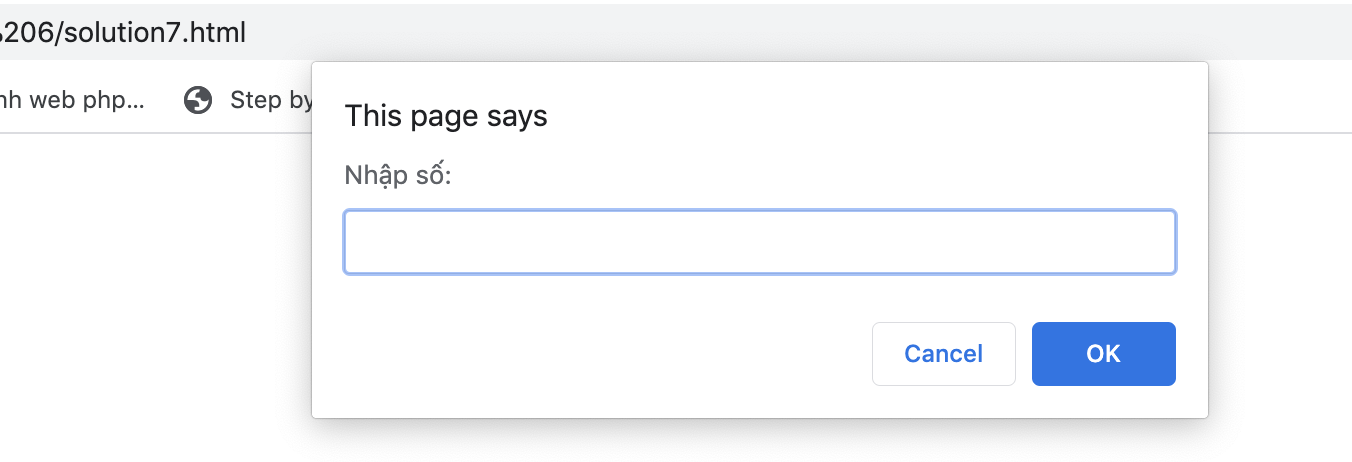 206/solution7.html
nh web php...
Step by
This page says
Nhập số:
Cancel
OK